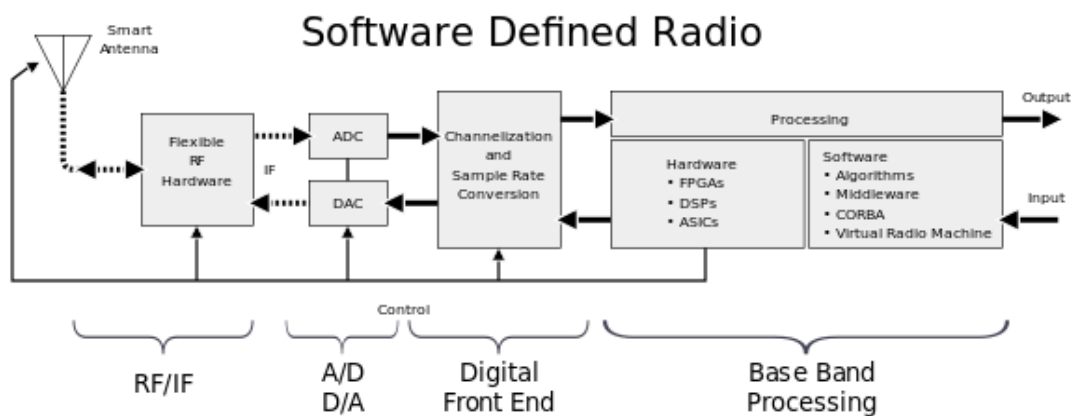 Software Defined Radio
Smart
Antenna
Flexible
RF
Hardware
IF
ADC
DAC
Channelization
and
Sample Rate
Conversion
Processing
Hardware
• FPGAs
• DSPs
• ASICs
Software
• Algorithms
• Middleware
• CORBA
• Virtual Radio Machine
Output
Input
Control
RF/IF
A/D
D/A
Digital
Front End
Base Band
Processing